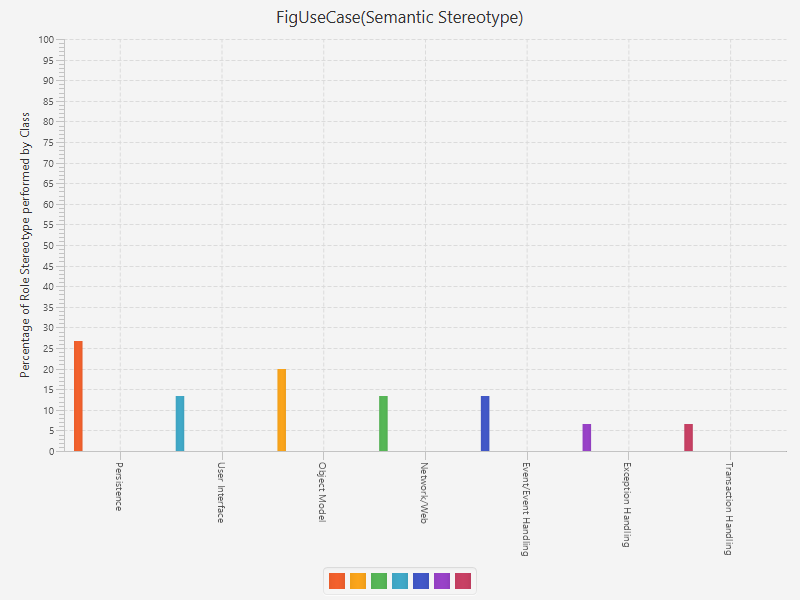 FigUseCase(Semantic Stereotype)
Percentage of Role Stereotype performed by Class
100
95
90
85
80
75
70
65
60
55
50
45
40
35
30
25
20
15
10
5
0
Persistence
User Interface
Object Model
Network/Web
Event/Event Handling
Exception Handling
Transaction Handling